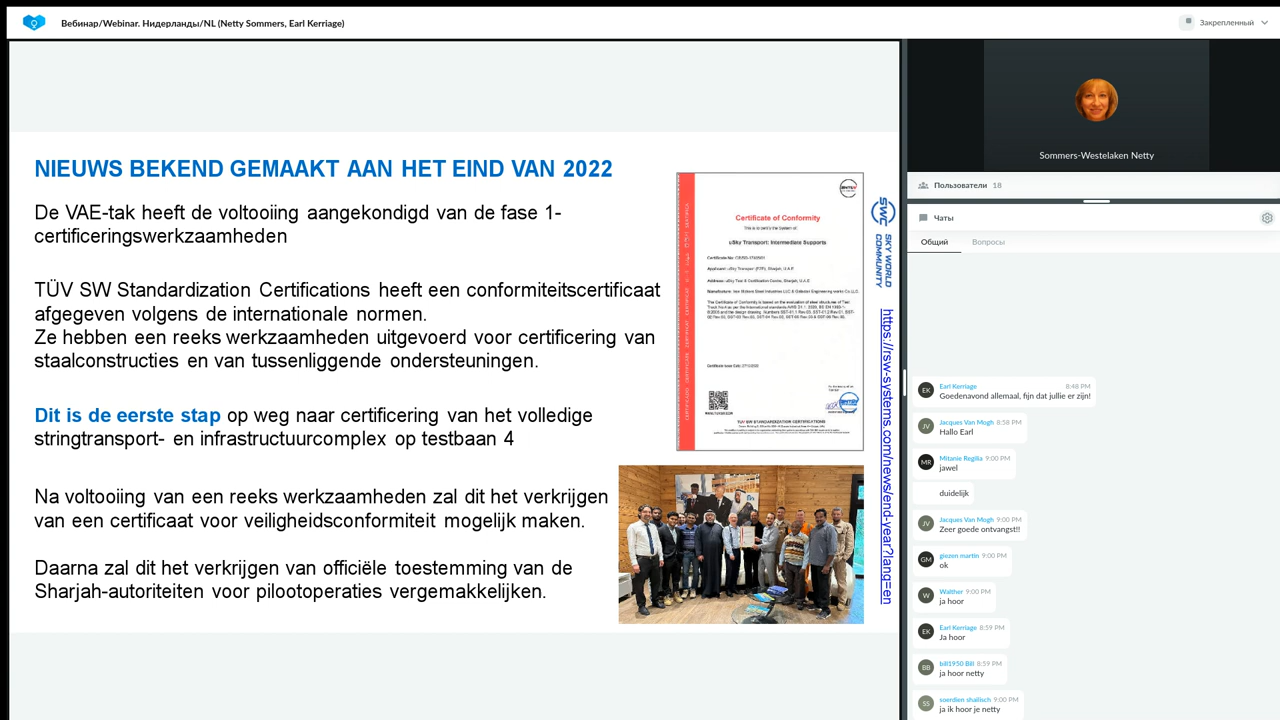 Вебинар/Webinar. Нидерланды/NL (Netty Sommers, Earl Kerriage)
Закрепленный
NIEUWS BEKEND GEMAAKT AAN HET EIND VAN 2022
De VAE-tak heeft de voltooiing aangekondigd van de fase 1-
certificeringswerkzaamheden
TÜV SW Standardization Certifications heeft een conformiteitscertificaat
afgegeven volgens de internationale normen.
Ze hebben een reeks werkzaamheden uitgevoerd voor certificering van
staalconstructies en van tussenliggende ondersteuningen.
Dit is de eerste stap op weg naar certificering van het volledige
stringtransport- en infrastructuurcomplex op testbaan 4
Na voltooiing van een reeks werkzaamheden zal dit het verkrijgen
van een certificaat voor veiligheidsconformiteit mogelijk maken.
Daarna zal dit het verkrijgen van officiële toestemming van de
Sharjah-autoriteiten voor pilootoperaties vergemakkelijken.
Certificate of Conformity
This is to certify the System of:
uSky Transport: Intermediate Supports
SWC
SKY WORLD
COMMUNITY
https://rsw-systems.com/news/end-year?lang=en
Sommers-Westelaken Netty
Пользователи 18
Чаты
Общий Вопросы
EK Earl Kerriage 8:48 PM
Goedenavond allemaal, fijn dat jullie er zijn!
JV Jacques Van Mogh 8:58 PM
Hallo Earl
MR Mitanie Regilia 9:00 PM
jawel
duidelijk
JV Jacques Van Mogh 9:00 PM
Zeer goede ontvangst!!
GM giezen martin 9:00 PM
ok
W Walther 9:00 PM
ja hoor
EK Earl Kerriage 8:59 PM
Ja hoor
BB bill1950 Bill 8:59 PM
ja hoor netty
SS soerdien shailisch 9:00 PM
ja ik hoor je netty